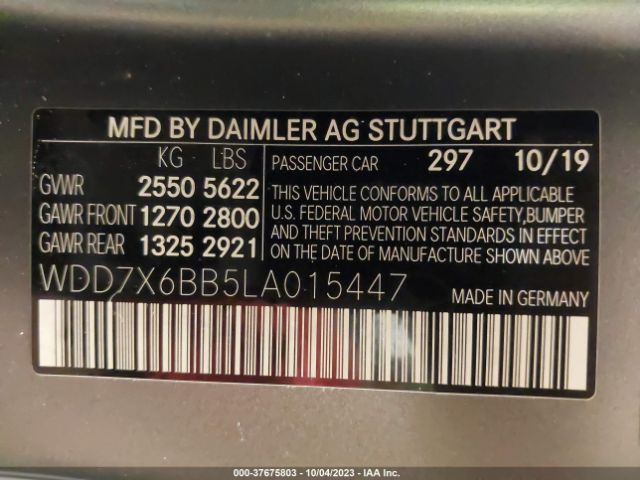 MFD BY DAIMLER AG STUTTGART
KG LBS
GVWR 2550 5622
GAWR FRONT 1270 2800
GAWR REAR 1325 2921
PASSENGER CAR 297 10/19
THIS VEHICLE CONFORMS TO ALL APPLICABLE
U.S. FEDERAL MOTOR VEHICLE SAFETY,BUMPER
AND THEFT PREVENTION STANDARDS IN EFFECT
ON THE DATE OF MANUFACTURE SHOWN ABOVE
WDD7X6BB5LA015447 MADE IN GERMANY
000-37675803 - 10/04/2023 - IAA Inc.